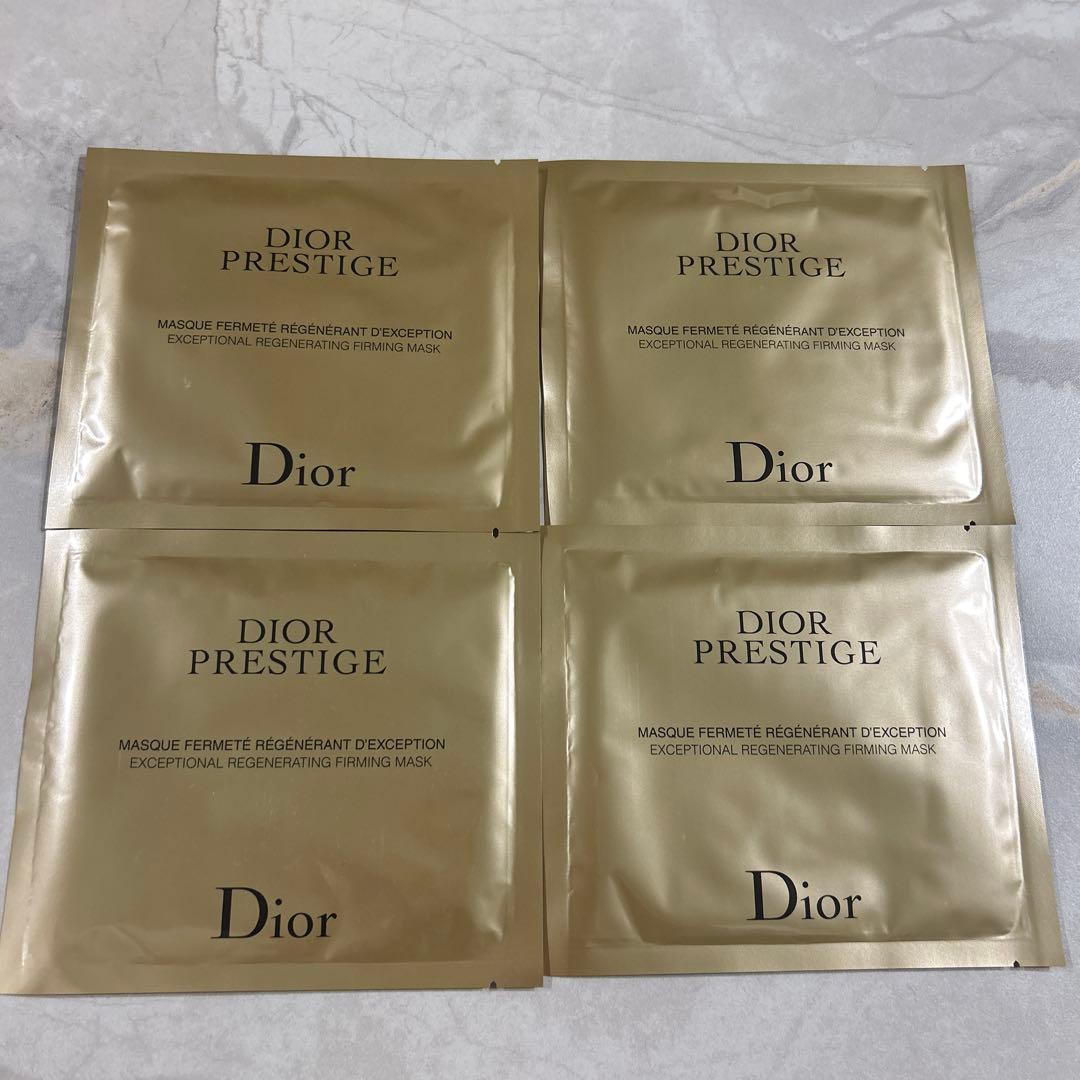 DIOR
PRESTIGE
MASQUE FERMETÉ RÉGÉNÉRANT D'EXCEPTION
EXCEPTIONAL REGENERATING FIRMING MASK
Dior
DIOR
PRESTIGE
MASQUE FERMETÉ RÉGÉNÉRANT D'EXCEPTION
EXCEPTIONAL REGENERATING FIRMING MASK
Dior
DIOR
PRESTIGE
MASQUE FERMETÉ RÉGÉNÉRANT D'EXCEPTION
EXCEPTIONAL REGENERATING FIRMING MASK
Dior
DIOR
PRESTIGE
MASQUE FERMETÉ RÉGÉNÉRANT D'EXCEPTION
EXCEPTIONAL REGENERATING FIRMING MASK
Dior